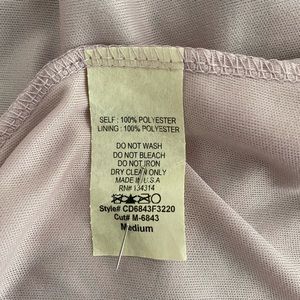 SELF : 100% POLYESTER
LINING : 100% POLYESTER
DO NOT WASH
DO NOT BLEACH
DO NOT IRON
DRY CLEAN ONLY
MADE IN U.S.A
RN# 134314
Style# CD6843F3220
Cut# M-6843
Medium